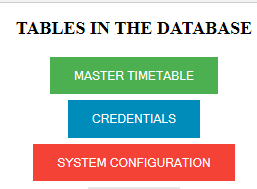 TABLES IN THE DATABASE
MASTER TIMETABLE
CREDENTIALS
SYSTEM CONFIGURATION